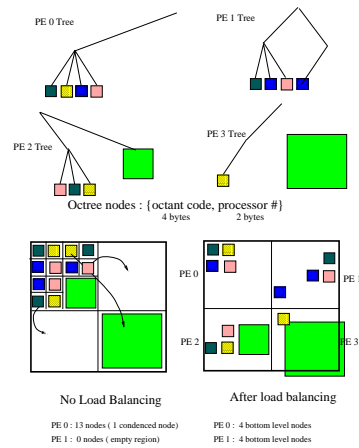 PE 0 Tree
PE 1 Tree
PE 2 Tree
PE 3 Tree
Octree nodes : {octant code, processor #}
4 bytes 2 bytes
PE 0
PE 1
PE 2
PE 3
No Load Balancing
After load balancing
PE 0 : 13 nodes ( 1 condenced node)
PE 0 : 4 bottom level nodes
PE 1 : 0 nodes (empty region)
PE 1 : 4 bottom level nodes